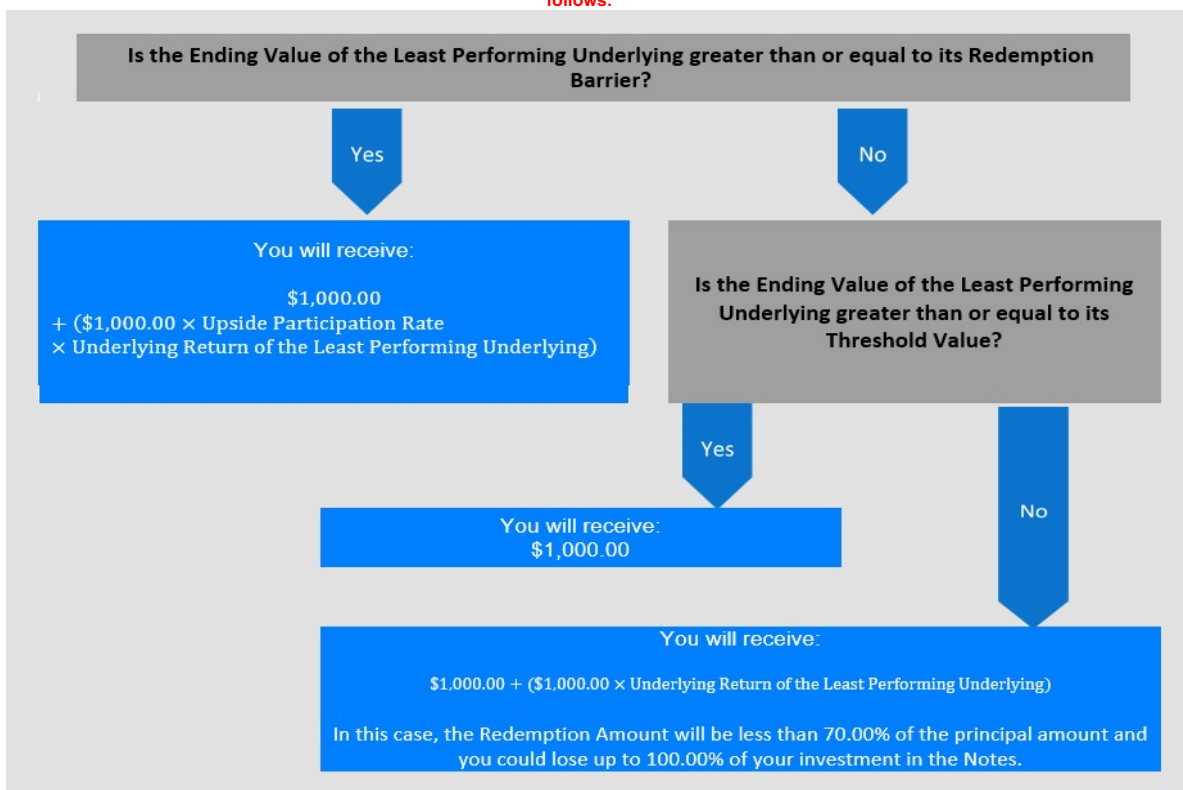 follows:
Is the Ending Value of the Least Performing Underlying greater than or equal to its Redemption
Barrier?
Yes
No
You will receive:
$1,000.00
+ ($1,000.00 × Upside Participation Rate
× Underlying Return of the Least Performing Underlying)
Is the Ending Value of the Least Performing
Underlying greater than or equal to its
Threshold Value?
Yes
No
You will receive:
$1,000.00
You will receive:
$1,000.00 + ($1,000.00 × Underlying Return of the Least Performing Underlying)
In this case, the Redemption Amount will be less than 70.00% of the principal amount and
you could lose up to 100.00% of your investment in the Notes.